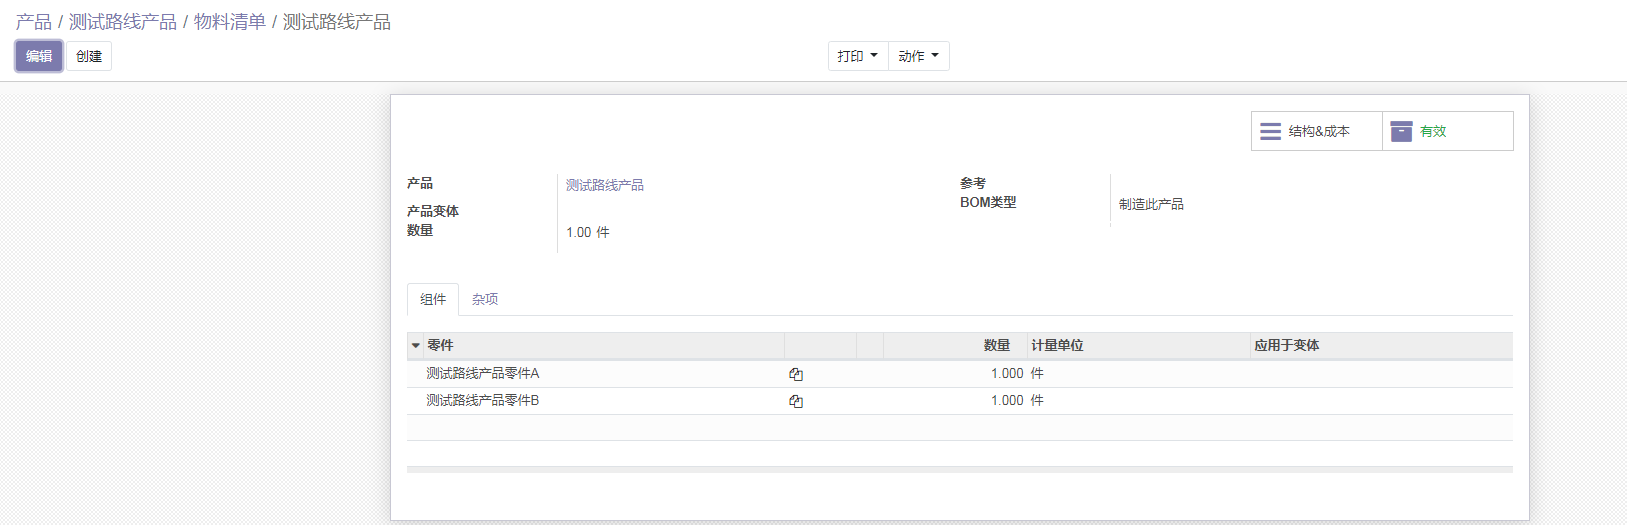 产品 / 测试路线产品 / 物料清单 / 测试路线产品
编辑 创建 打印 动作
结构&成本 有效
产品 测试路线产品
产品变体
数量 1.00 件
参考
BOM类型 制造此产品
组件 杂项
零件 数量 计量单位 应用于变体
测试路线产品零件A 1.000 件
测试路线产品零件B 1.000 件